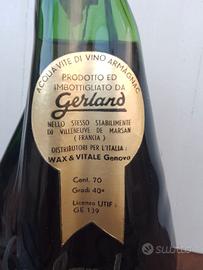 ACQUAVITE DI VINO ARMAGNAC
PRODOTTO ED
IMBOTTIGLIATO DA
Gerland
NELLO STESSO STABILIMENTO
DI VILLENEUVE DE MARSAN
( FRANCIA )
DISTRIBUTORI PER L'ITALIA :
WAX & VITALE Genova
Cent. 70
Gradi 40°
Licenza UTIF :
GE 139
subito